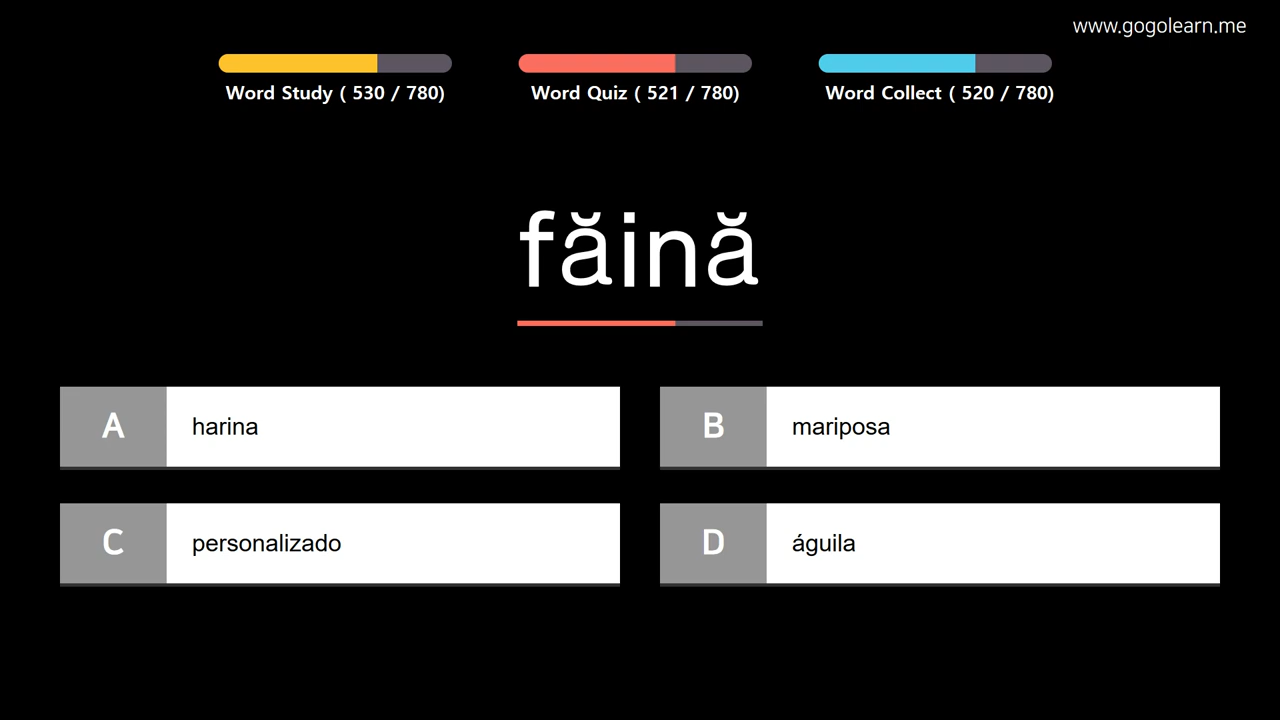 www.gogolearn.me
Word Study ( 530 / 780)
Word Quiz ( 521 / 780)
Word Collect ( 520 / 780)
făină
A harina
B mariposa
C personalizado
D águila